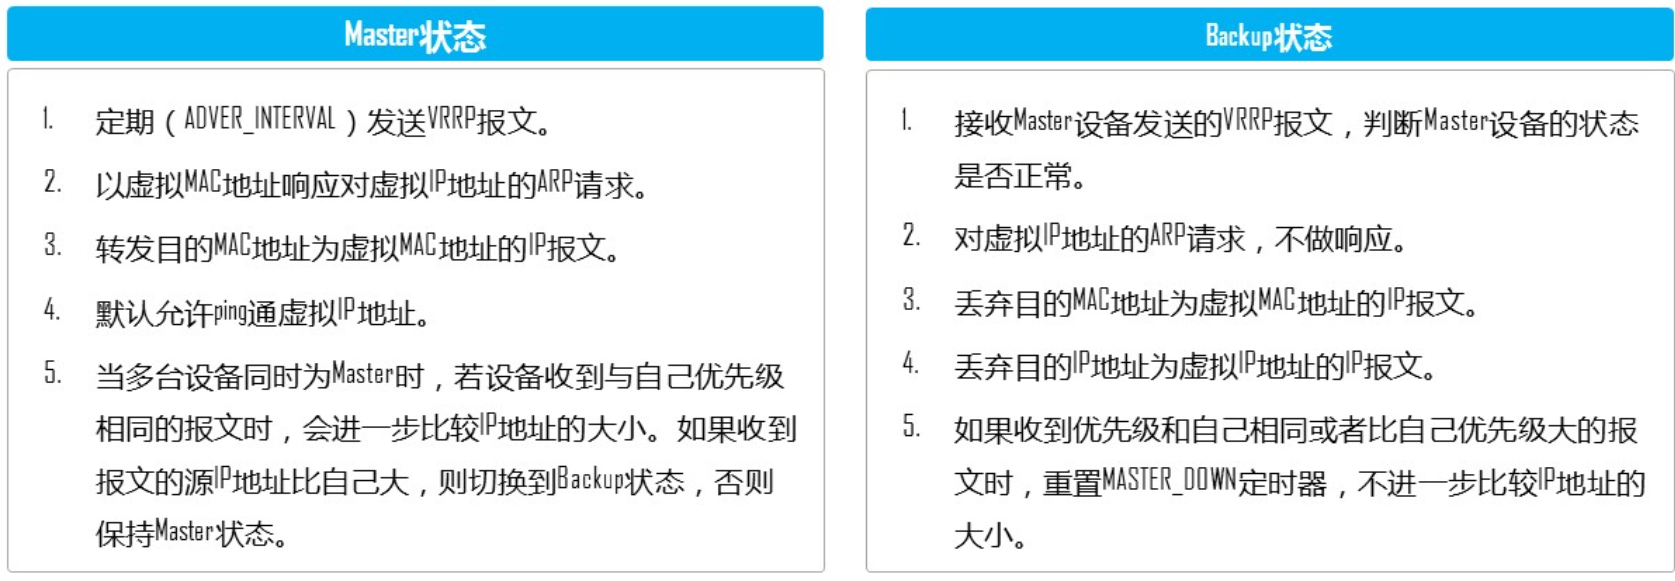 Master状态
1. 定期（ADVER_INTERVAL）发送VRRP报文。
2. 以虚拟MAC地址响应对虚拟IP地址的ARP请求。
3. 转发目的MAC地址为虚拟MAC地址的IP报文。
4. 默认允许ping通虚拟IP地址。
5. 当多台设备同时为Master时，若设备收到与自己优先级
相同的报文时，会进一步比较IP地址的大小。如果收到
报文的源IP地址比自己大，则切换到Backup状态，否则
保持Master状态。
Backup状态
1. 接收Master设备发送的VRRP报文，判断Master设备的状态
是否正常。
2. 对虚拟IP地址的ARP请求，不做响应。
3. 丢弃目的MAC地址为虚拟MAC地址的IP报文。
4. 丢弃目的IP地址为虚拟IP地址的IP报文。
5. 如果收到优先级和自己相同或者比自己优先级大的报
文时，重置MASTER_DOWN定时器，不进一步比较IP地址的
大小。